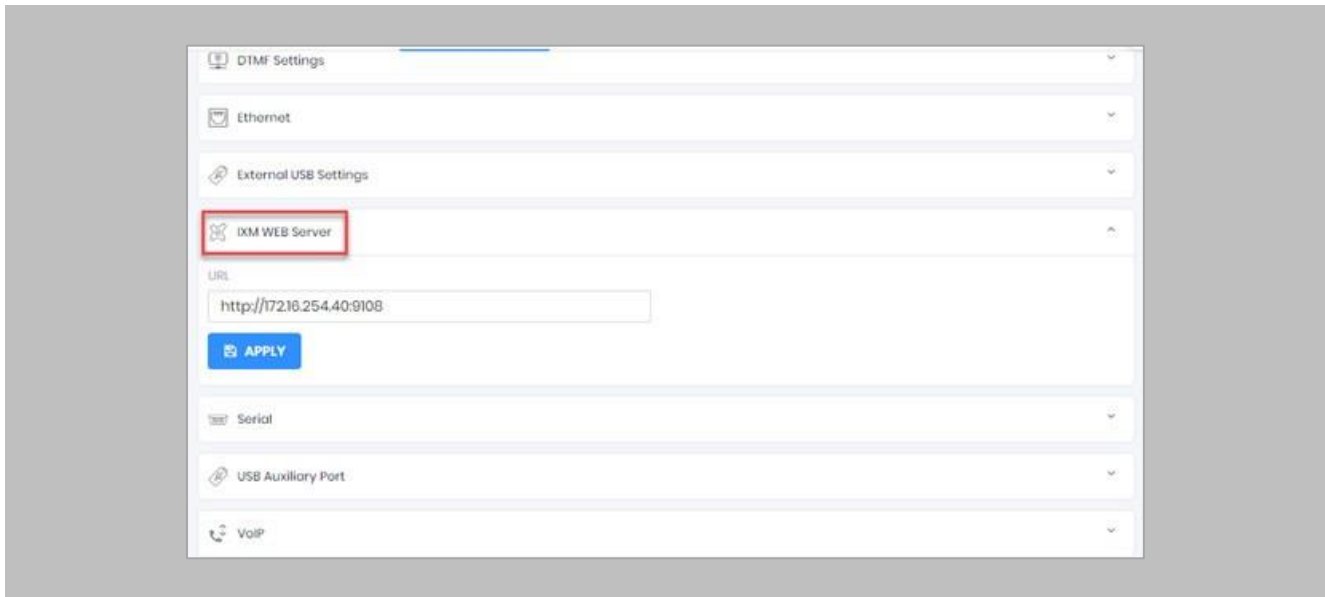 DTMF Settings
Ethernet
External USB Settings
IXM WEB Server
URL
http://172.16.254.40:9108
APPLY
Serial
USB Auxiliary Port
VoIP